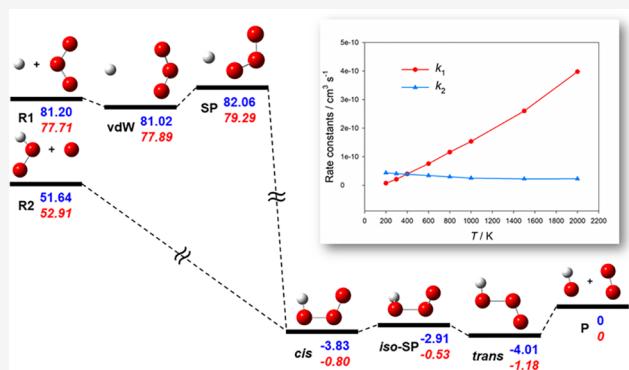 +
R1
81.20
77.71
vdW
81.02
77.89
SP
82.06
79.29
+
R2
51.64
52.91
cis
-3.83
-0.80
iso-SP
-2.91
-0.53
trans
-4.01
-1.18
+
P
0
0
Rate constants / cm³ s⁻¹
5e-10
4e-10
3e-10
2e-10
1e-10
0
k₁
k₂
0 200 400 600 800 1000 1200 1400 1600 1800 2000 2200
T / K